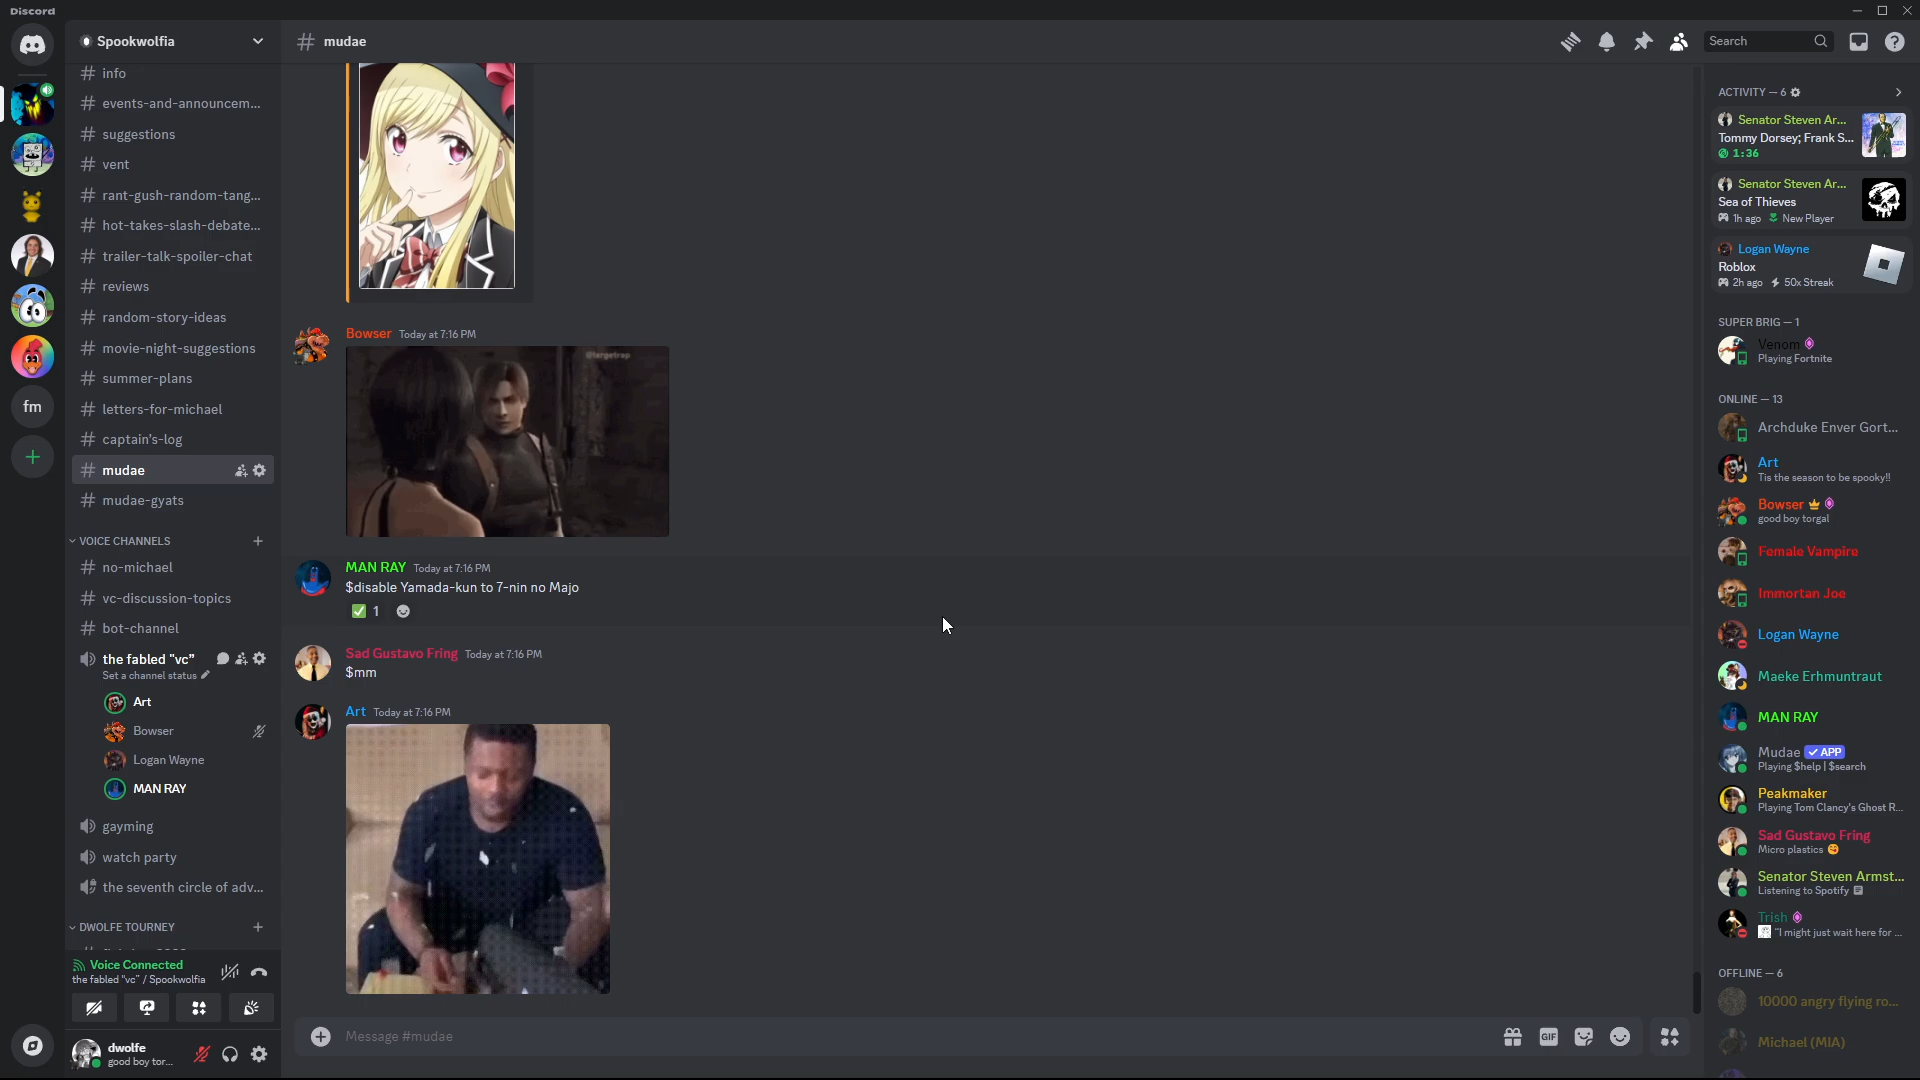 Discord
Spookwolfia
info
events-and-announcem...
suggestions
vent
rant-gush-random-tang...
hot-takes-slash-debate...
trailer-talk-spoiler-chat
reviews
random-story-ideas
movie-night-suggestions
summer-plans
letters-for-michael
captain's-log
mudae
mudae-gyats
VOICE CHANNELS
no-michael
vc-discussion-topics
bot-channel
the fabled "vc"
Set a channel status
Art
Bowser
Logan Wayne
MAN RAY
gayming
watch party
the seventh circle of adv...
DWOLFE TOURNEY
Voice Connected
the fabled "vc" / Spookwolfia
dwolfe
good boy tor...
fm
# mudae
Search
@largetrap
Bowser Today at 7:16 PM
MAN RAY Today at 7:16 PM
$disable Yamada-kun to 7-nin no Majo
1
Sad Gustavo Fring Today at 7:16 PM
$mm
Art Today at 7:16 PM
Message #mudae
GIF
ACTIVITY — 6
Senator Steven Ar...
Tommy Dorsey; Frank S...
1:36
Senator Steven Ar...
Sea of Thieves
1h ago New Player
Logan Wayne
Roblox
2h ago 50x Streak
SUPER BRIG — 1
Venom
Playing Fortnite
ONLINE — 13
Archduke Enver Gort...
Art
Tis the season to be spooky!!
Bowser
good boy torgal
Female Vampire
Immortan Joe
Logan Wayne
Maeke Erhmuntraut
MAN RAY
Mudae APP
Playing $help | $search
Peakmaker
Playing Tom Clancy's Ghost R...
Sad Gustavo Fring
Micro plastics
Senator Steven Armst...
Listening to Spotify
Trish
"I might just wait here for ...
OFFLINE — 6
10000 angry flying ro...
Michael (MIA)